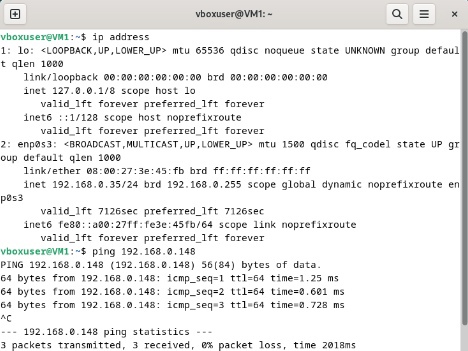 vboxuser@VM1: ~
vboxuser@VM1:~$ ip address
1: lo: <LOOPBACK,UP,LOWER_UP> mtu 65536 qdisc noqueue state UNKNOWN group defaul
t qlen 1000
    link/loopback 00:00:00:00:00:00 brd 00:00:00:00:00:00
    inet 127.0.0.1/8 scope host lo
       valid_lft forever preferred_lft forever
    inet6 ::1/128 scope host noprefixroute
       valid_lft forever preferred_lft forever
2: enp0s3: <BROADCAST,MULTICAST,UP,LOWER_UP> mtu 1500 qdisc fq_codel state UP gr
oup default qlen 1000
    link/ether 08:00:27:3e:45:fb brd ff:ff:ff:ff:ff:ff
    inet 192.168.0.35/24 brd 192.168.0.255 scope global dynamic noprefixroute en
p0s3
       valid_lft 7126sec preferred_lft 7126sec
    inet6 fe80::a00:27ff:fe3e:45fb/64 scope link noprefixroute
       valid_lft forever preferred_lft forever
vboxuser@VM1:~$ ping 192.168.0.148
PING 192.168.0.148 (192.168.0.148) 56(84) bytes of data.
64 bytes from 192.168.0.148: icmp_seq=1 ttl=64 time=1.25 ms
64 bytes from 192.168.0.148: icmp_seq=2 ttl=64 time=0.601 ms
64 bytes from 192.168.0.148: icmp_seq=3 ttl=64 time=0.728 ms
^C
--- 192.168.0.148 ping statistics ---
3 packets transmitted, 3 received, 0% packet loss, time 2018ms